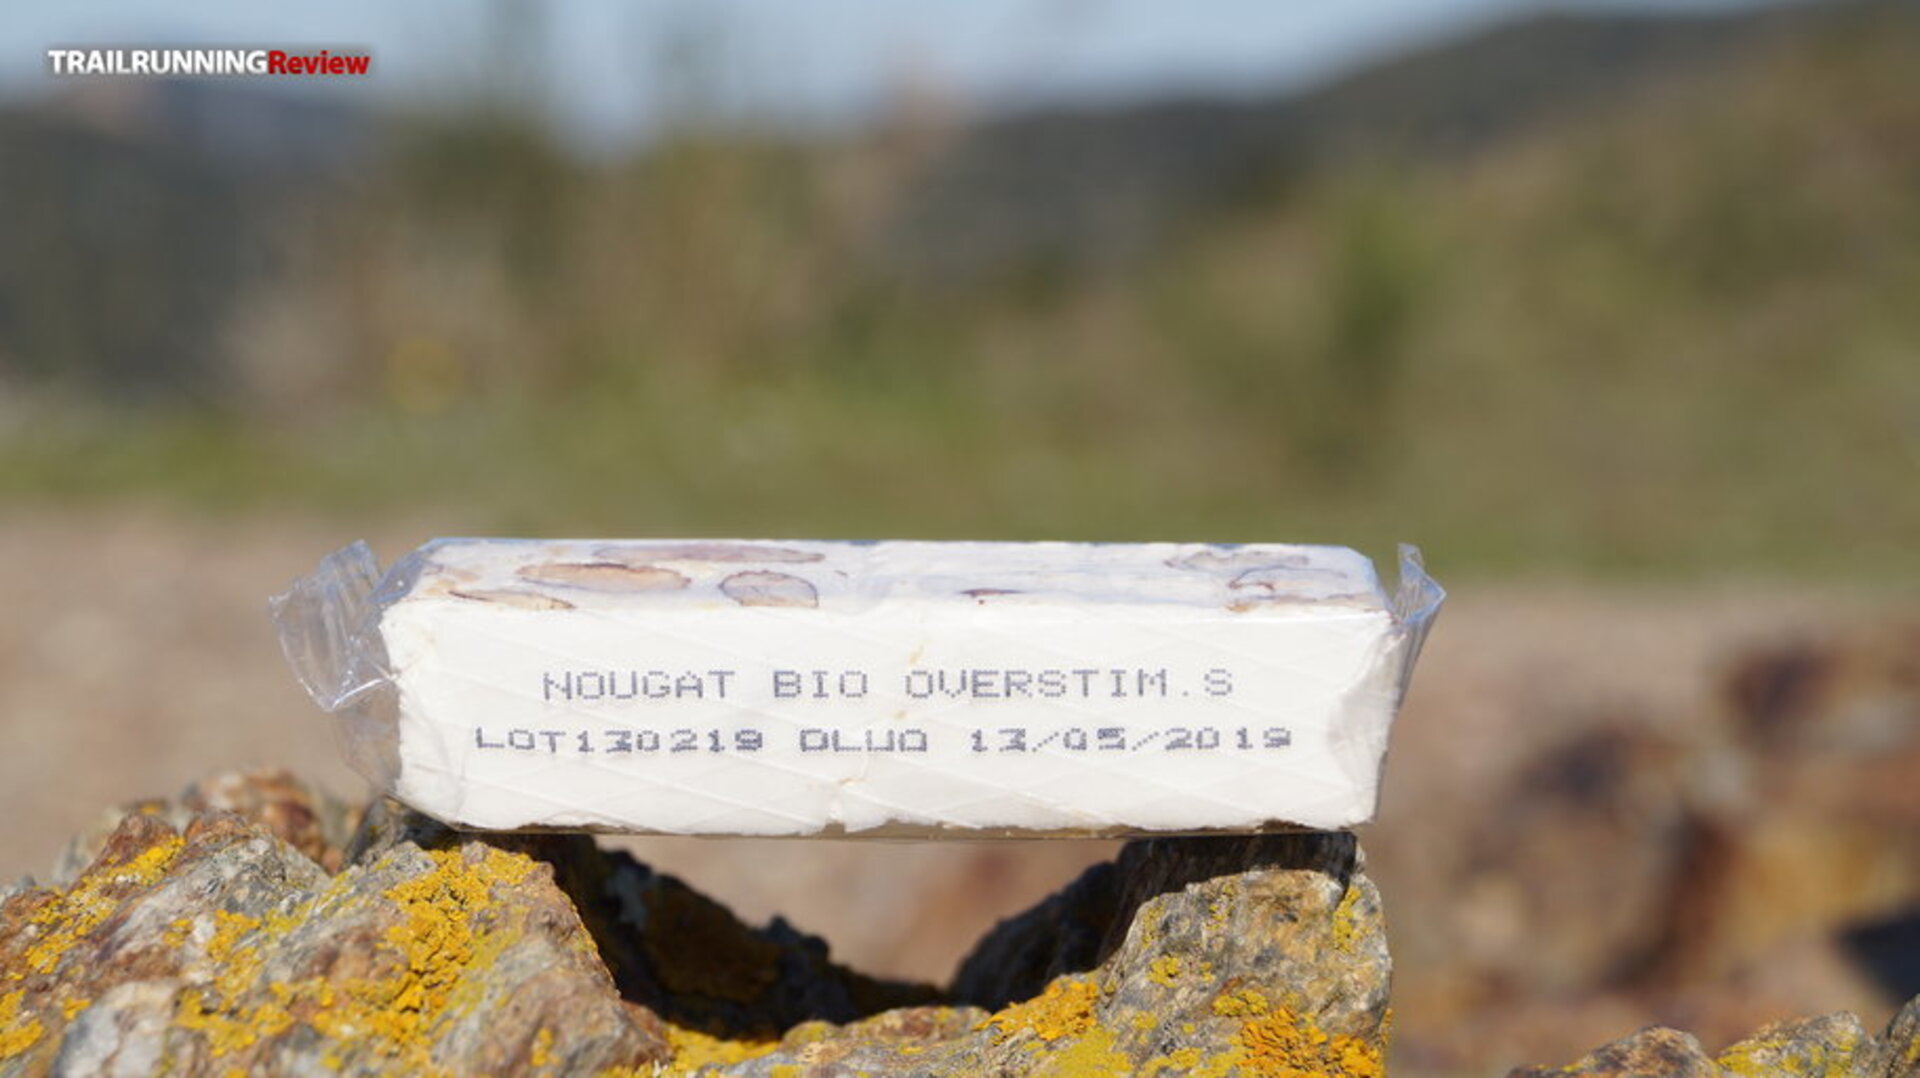 TRAILRUNNINGReview
NOUGAT BIO OVERSTIM.S
LOT130219 DLUO 13/05/2019